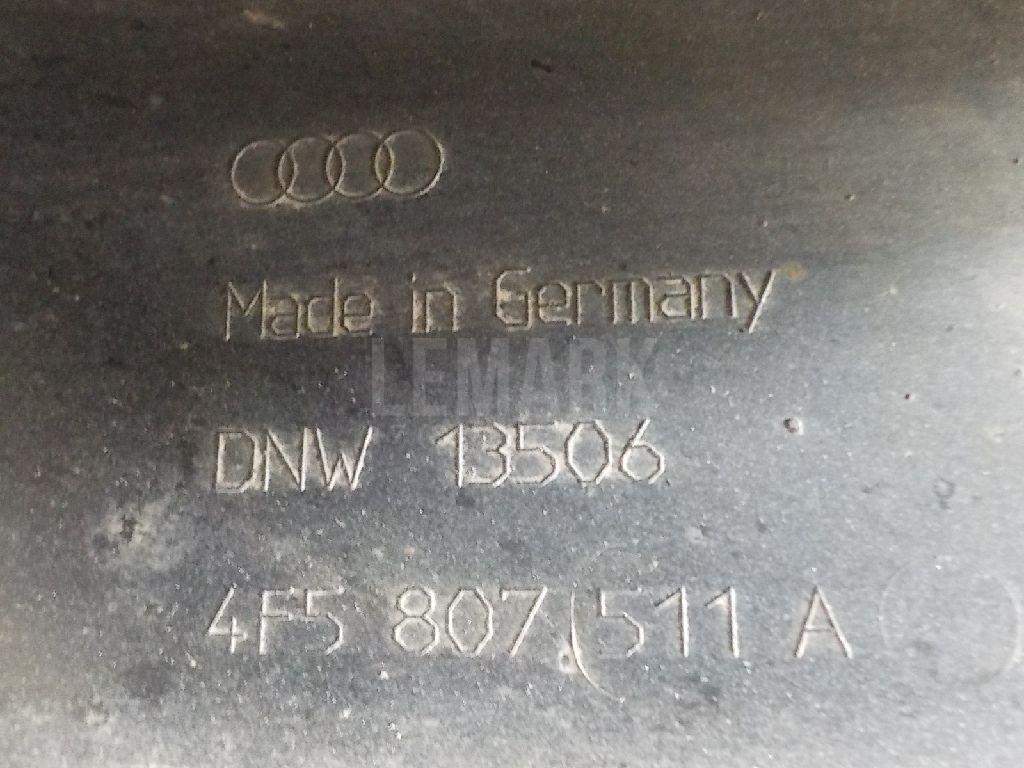 Made in Germany
LEMARK
DNW 13506
4F5 807 511 A